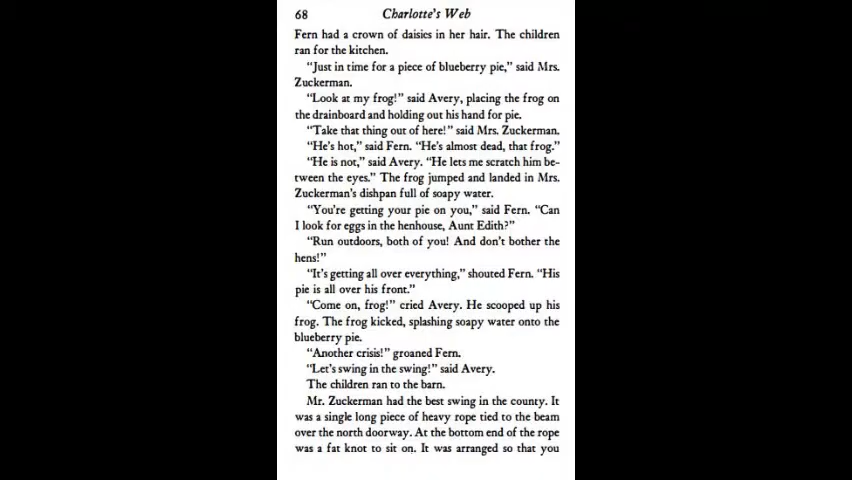 68 Charlotte's Web
Fern had a crown of daisies in her hair. The children
ran for the kitchen.
"Just in time for a piece of blueberry pie," said Mrs.
Zuckerman.
"Look at my frog!" said Avery, placing the frog on
the drainboard and holding out his hand for pie.
"Take that thing out of here!" said Mrs. Zuckerman.
"He's hot," said Fern. "He's almost dead, that frog."
"He is not," said Avery. "He lets me scratch him be-
tween the eyes." The frog jumped and landed in Mrs.
Zuckerman's dishpan full of soapy water.
"You're getting your pie on you," said Fern. "Can
I look for eggs in the henhouse, Aunt Edith?"
"Run outdoors, both of you! And don't bother the
hens!"
"It's getting all over everything," shouted Fern. "His
pie is all over his front."
"Come on, frog!" cried Avery. He scooped up his
frog. The frog kicked, splashing soapy water onto the
blueberry pie.
"Another crisis!" groaned Fern.
"Let's swing in the swing!" said Avery.
The children ran to the barn.
Mr. Zuckerman had the best swing in the county. It
was a single long piece of heavy rope tied to the beam
over the north doorway. At the bottom end of the rope
was a fat knot to sit on. It was arranged so that you